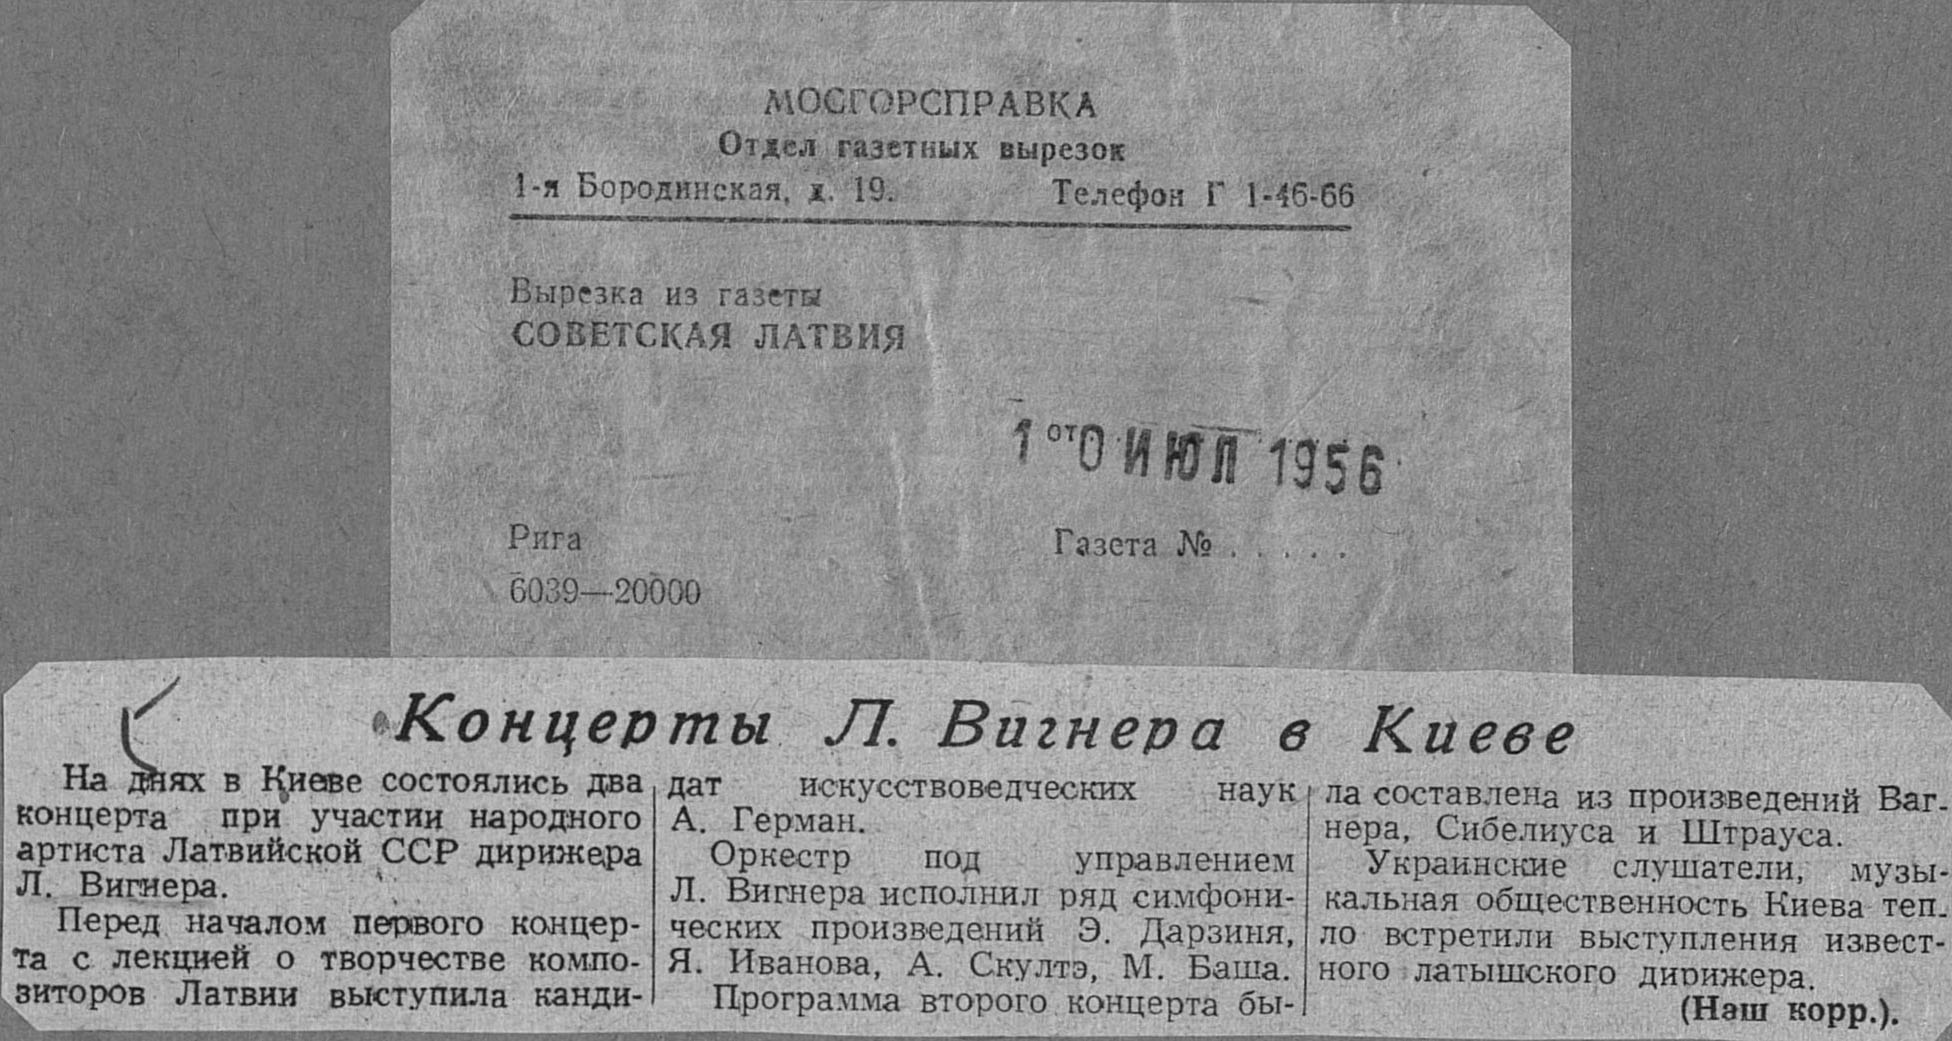 МОСГОРСПРАВКА
Отдел газетных вырезок
1-я Бородинская, д. 19. Телефон Г 1-46-66
Вырезка из газеты
СОВЕТСКАЯ ЛАТВИЯ
от
10 ИЮЛ 1956
Рига Газета № . . . . .
6039—20000
Концерты Л. Вигнера в Киеве
На днях в Киеве состоялись два
концерта при участии народного
артиста Латвийской ССР дирижера
Л. Вигнера.
Перед началом первого концер-
та с лекцией о творчестве компо-
зиторов Латвии выступила канди-
дат искусствоведческих наук
А. Герман.
Оркестр под управлением
Л. Вигнера исполнил ряд симфони-
ческих произведений Э. Дарзиня,
Я. Иванова, А. Скултэ, М. Баша.
Программа второго концерта бы-
ла составлена из произведений Ваг-
нера, Сибелиуса и Штрауса.
Украинские слушатели, музы-
кальная общественность Киева теп-
ло встретили выступления извест-
ного латышского дирижера.
(Наш корр.).